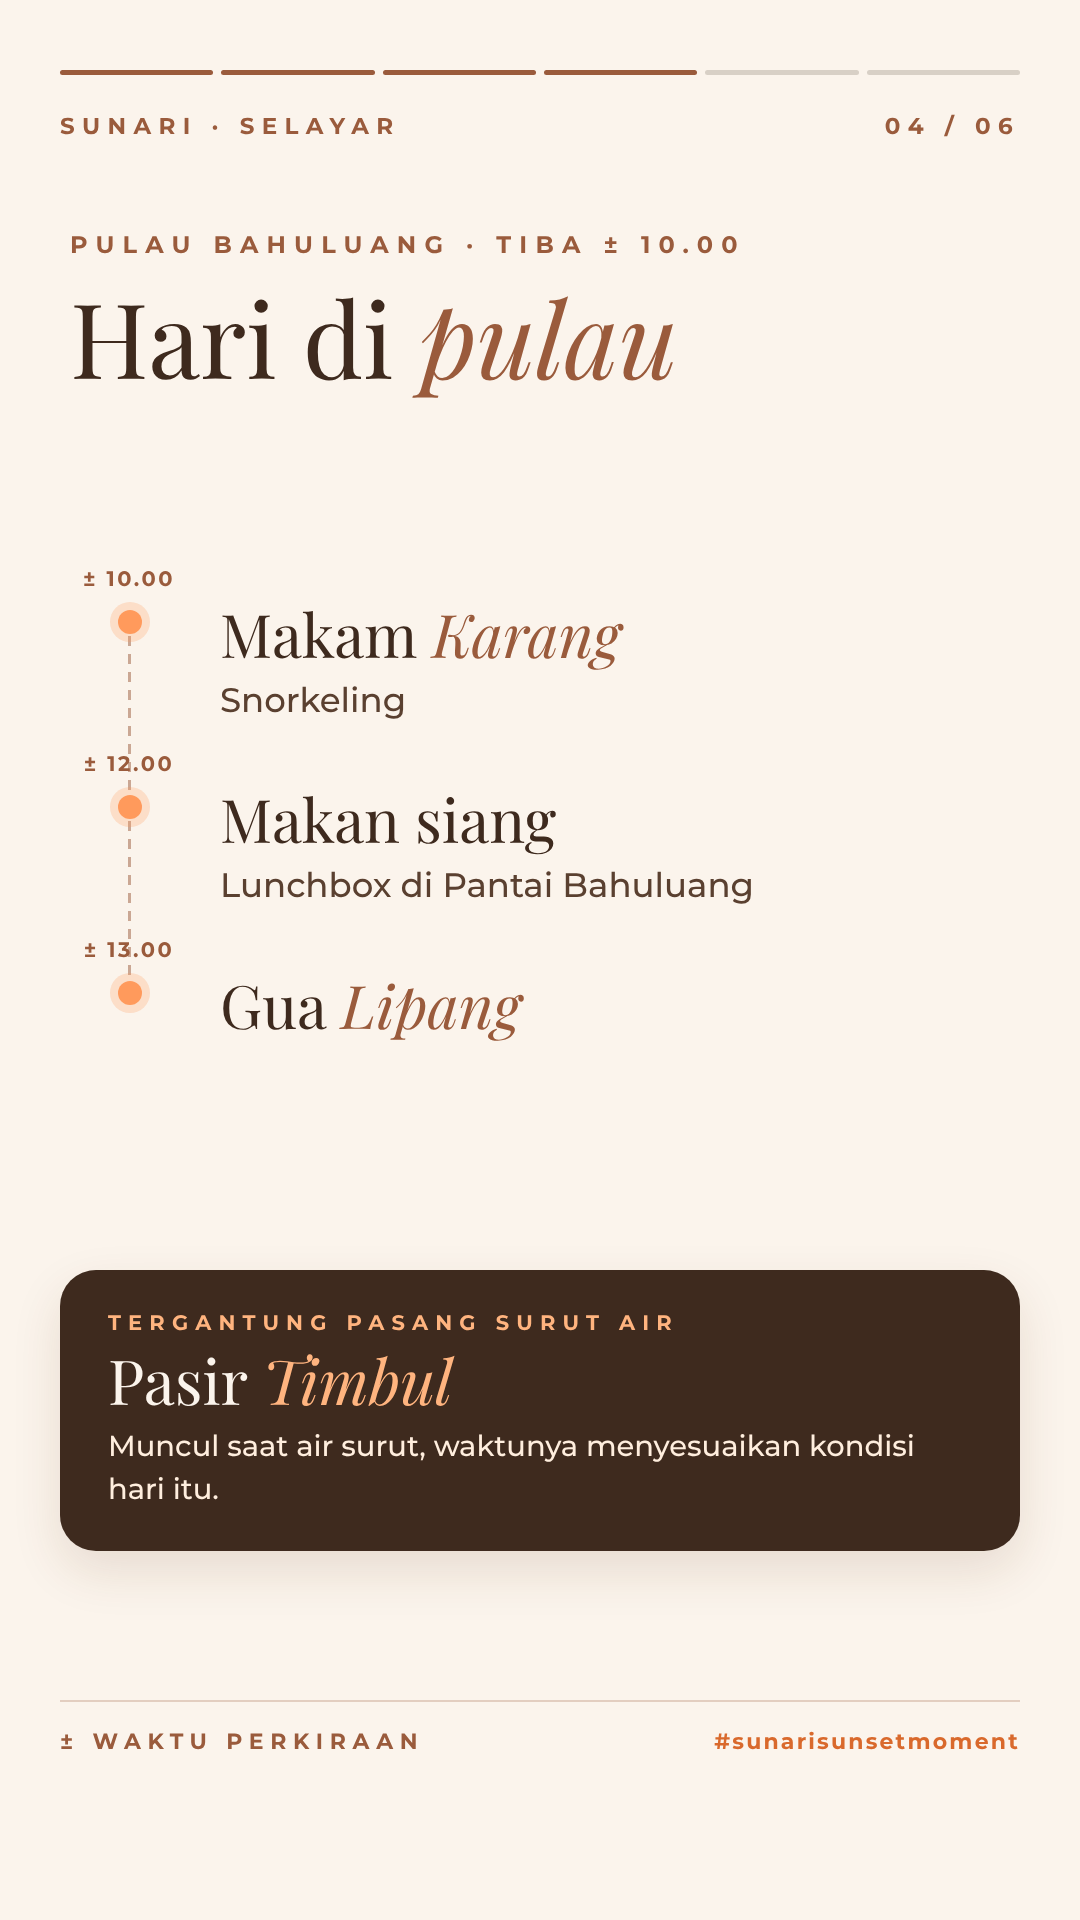 SUNARI · SELAYAR
04 / 06
PULAU BAHULUANG · TIBA ± 10.00
Hari di pulau
± 10.00
Makam Karang
Snorkeling
± 12.00
Makan siang
Lunchbox di Pantai Bahuluang
± 13.00
Gua Lipang
TERGANTUNG PASANG SURUT AIR
Pasir Timbul
Muncul saat air surut, waktunya menyesuaikan kondisi
hari itu.
± WAKTU PERKIRAAN
#sunarisunsetmoment